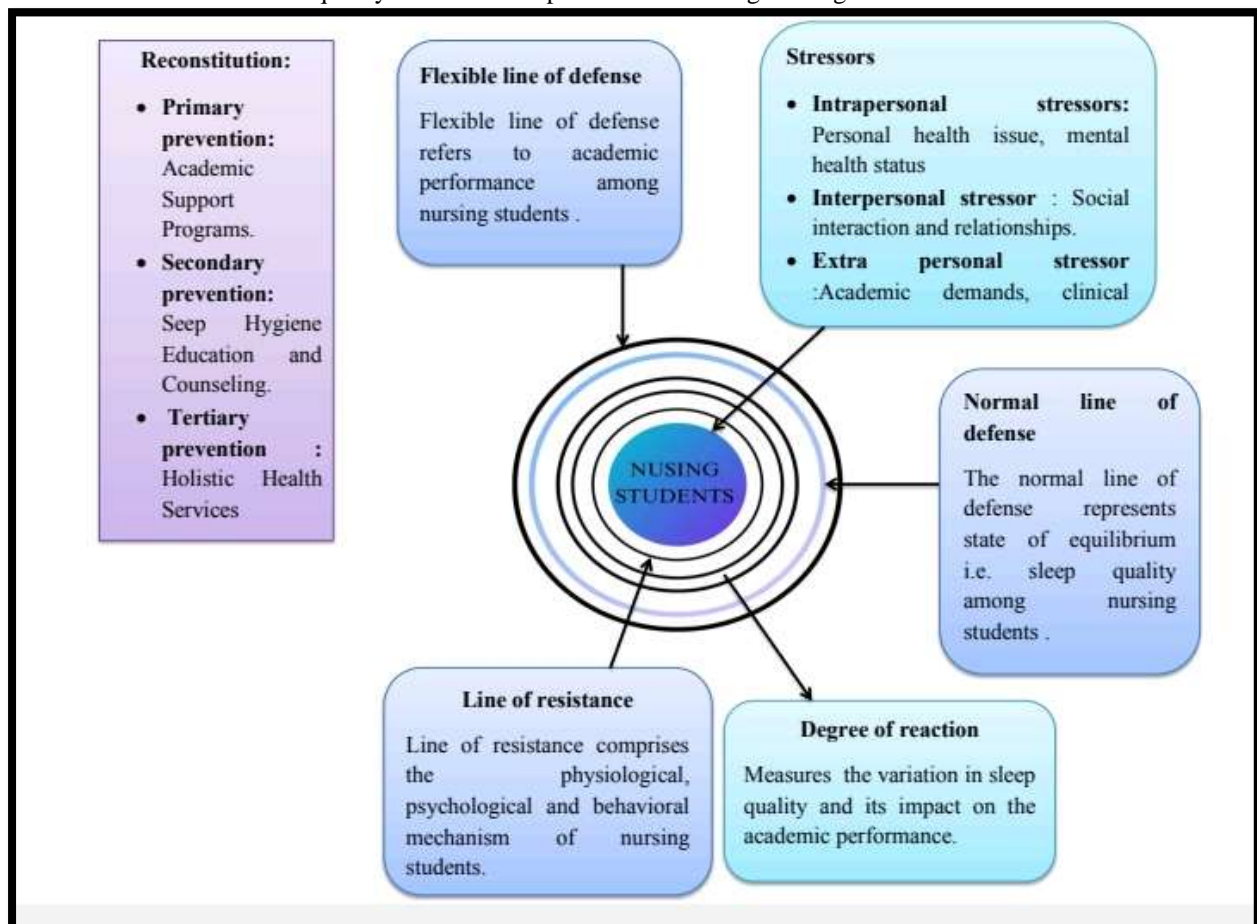 Reconstitution:
• Primary
prevention:
Academic
Support
Programs.
• Secondary
prevention:
Seep Hygiene
Education and
Counseling.
• Tertiary
prevention :
Holistic Health
Services
Flexible line of defense
Flexible line of defense
refers to academic
performance among
nursing students .
Stressors
• Intrapersonal stressors:
Personal health issue, mental
health status
• Interpersonal stressor : Social
interaction and relationships.
• Extra personal stressor
:Academic demands, clinical
NUSING
STUDENTS
Normal line of
defense
The normal line of
defense represents
state of equilibrium
i.e. sleep quality
among nursing
students .
Line of resistance
Line of resistance comprises
the physiological,
psychological and behavioral
mechanism of nursing
students.
Degree of reaction
Measures the variation in sleep
quality and its impact on the
academic performance.